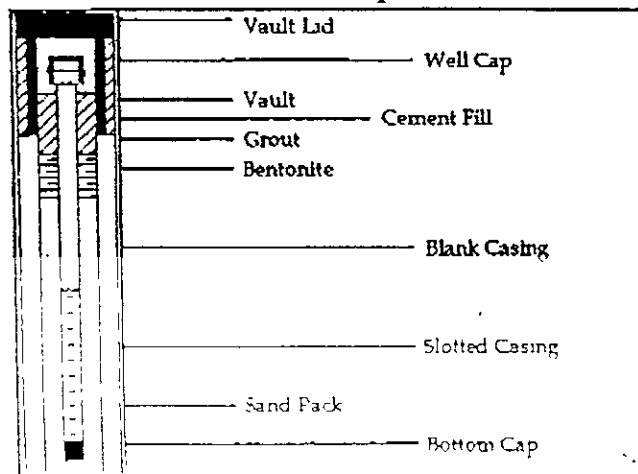 Vault Lid
Well Cap
Vault
Cement Fill
Grout
Bentonite
Blank Casing
Slotted Casing
Sand Pack
Bottom Cap